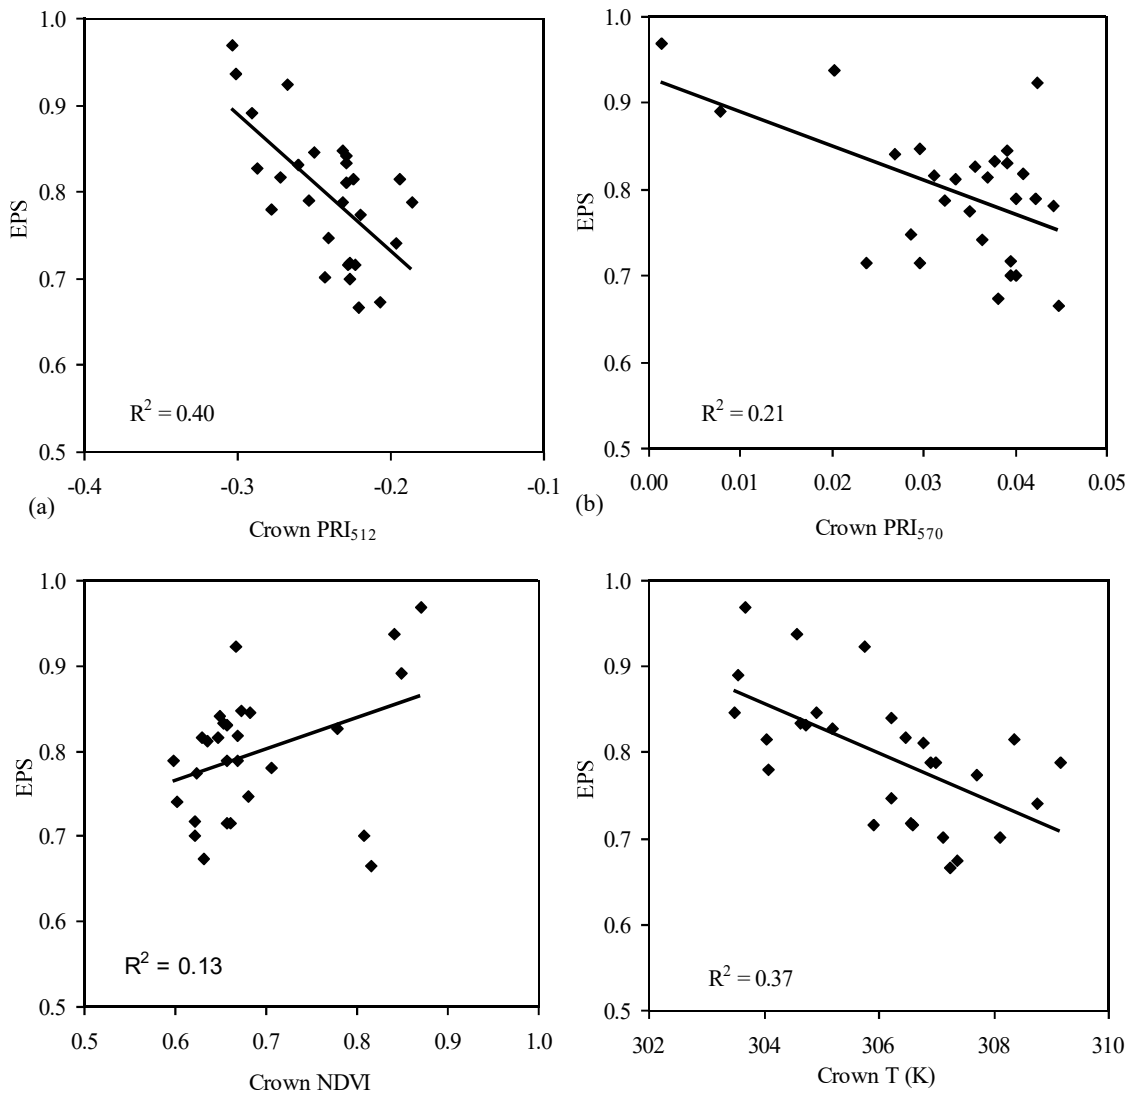 1.0
0.9
0.8
0.7
0.6
0.5
EPS
R² = 0.40
-0.4 -0.3 -0.2 -0.1
(a)
Crown PRI₅₁₂
1.0
0.9
0.8
0.7
0.6
0.5
EPS
R² = 0.21
0.00 0.01 0.02 0.03 0.04 0.05
(b)
Crown PRI₅₇₀
1.0
0.9
0.8
0.7
0.6
0.5
EPS
R² = 0.13
0.5 0.6 0.7 0.8 0.9 1.0
Crown NDVI
1.0
0.9
0.8
0.7
0.6
0.5
EPS
R² = 0.37
302 304 306 308 310
Crown T (K)